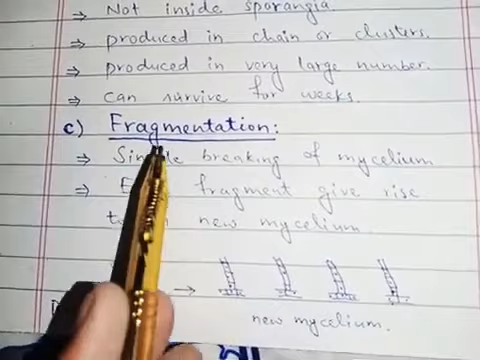 ⇒ Not inside sporangia
⇒ produced in chain or clusters.
⇒ produced in very large number.
⇒ can survive for weeks.
c) Fragmentation:
⇒ breaking of mycelium
⇒ fragment give rise
new mycelium
→
new mycelium.